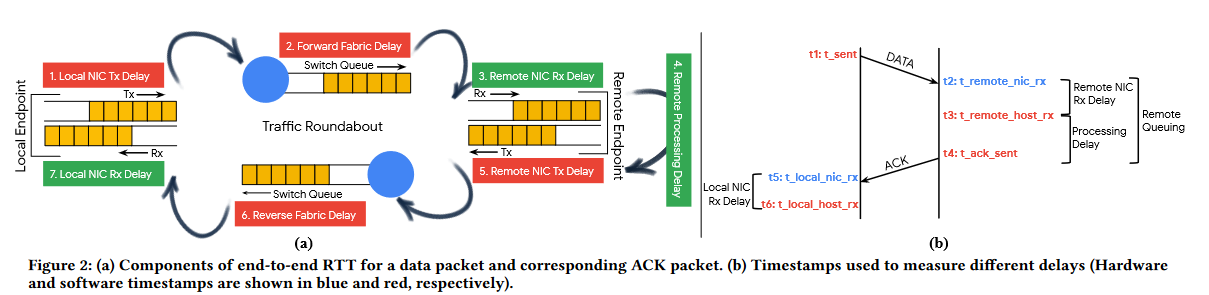 Local Endpoint
1. Local NIC Tx Delay
Tx
Rx
7. Local NIC Rx Delay
2. Forward Fabric Delay
Switch Queue
Traffic Roundabout
Switch Queue
6. Reverse Fabric Delay
3. Remote NIC Rx Delay
Rx
Tx
5. Remote NIC Tx Delay
Remote Endpoint
4. Remote Processing Delay
(a)
t1: t_sent
DATA
t2: t_remote_nic_rx
t3: t_remote_host_rx
t4: t_ack_sent
ACK
t5: t_local_nic_rx
t6: t_local_host_rx
Local NIC
Rx Delay
Remote NIC
Rx Delay
Processing
Delay
Remote
Queuing
(b)
Figure 2: (a) Components of end-to-end RTT for a data packet and corresponding ACK packet. (b) Timestamps used to measure different delays (Hardware
and software timestamps are shown in blue and red, respectively).